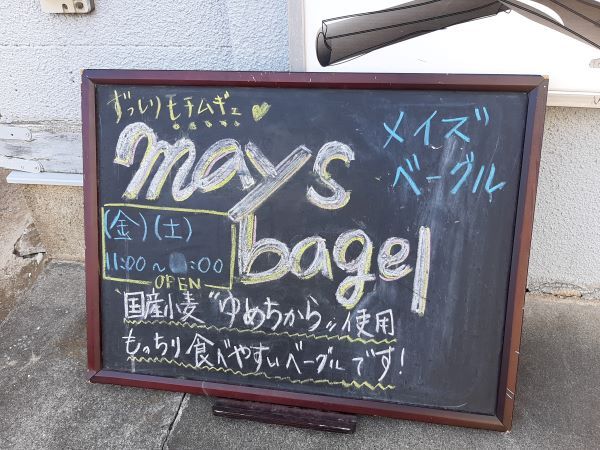 ずっしりモチムギュ
mays
bagel
メイズ
ベーグル
(金)(土)
11:00～ :00
OPEN
国産小麦"ゆめちから"使用
もっちり食べやすいベーグルです!